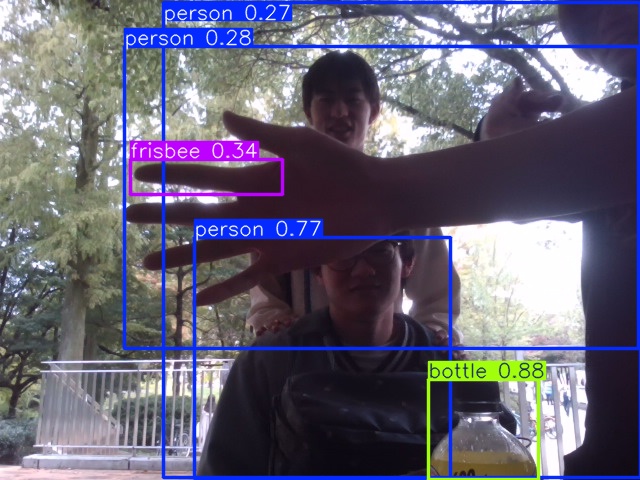 person 0.27
person 0.28
frisbee 0.34
person 0.77
bottle 0.88